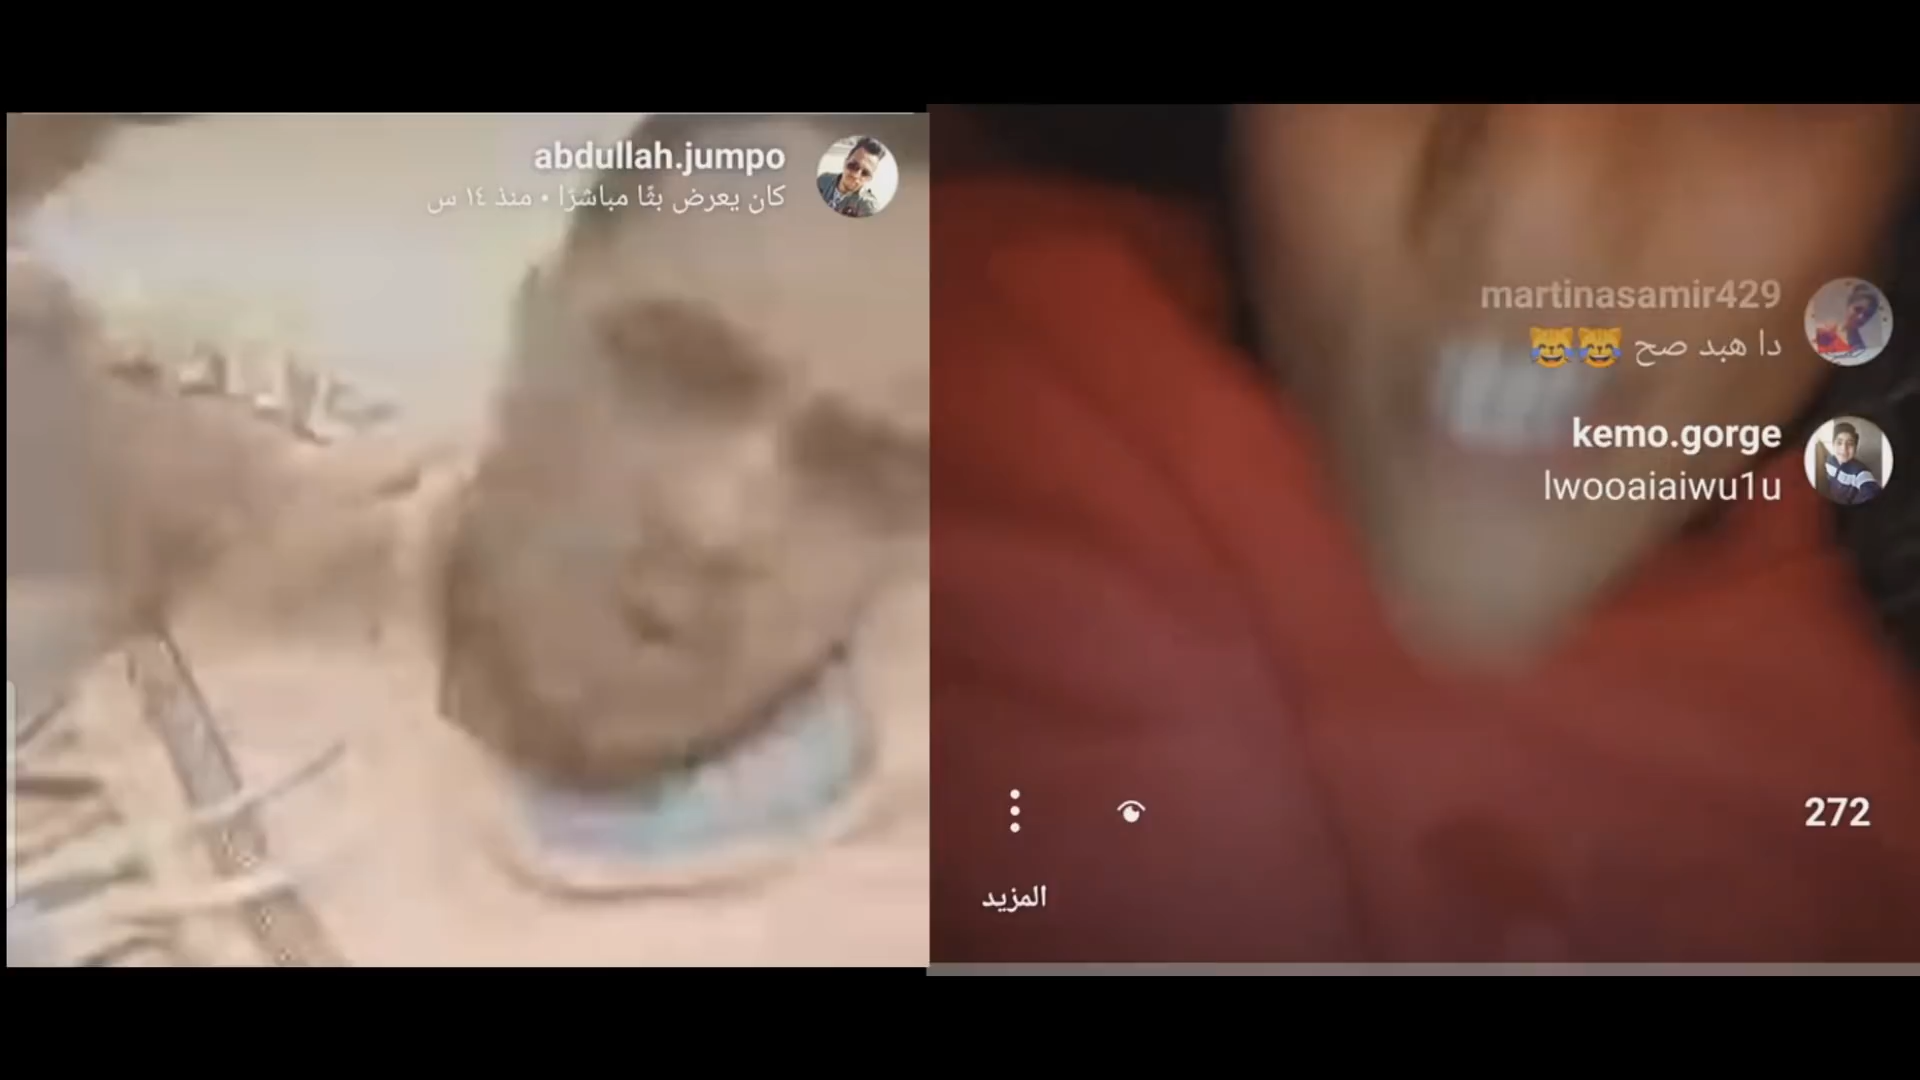 abdullah.jumpo
كان يعرض بثًا مباشرًا • منذ ١٤ س
martinasamir429
دا هبد صح 😹😹
kemo.gorge
lwooaiaiwu1u
272
المزيد